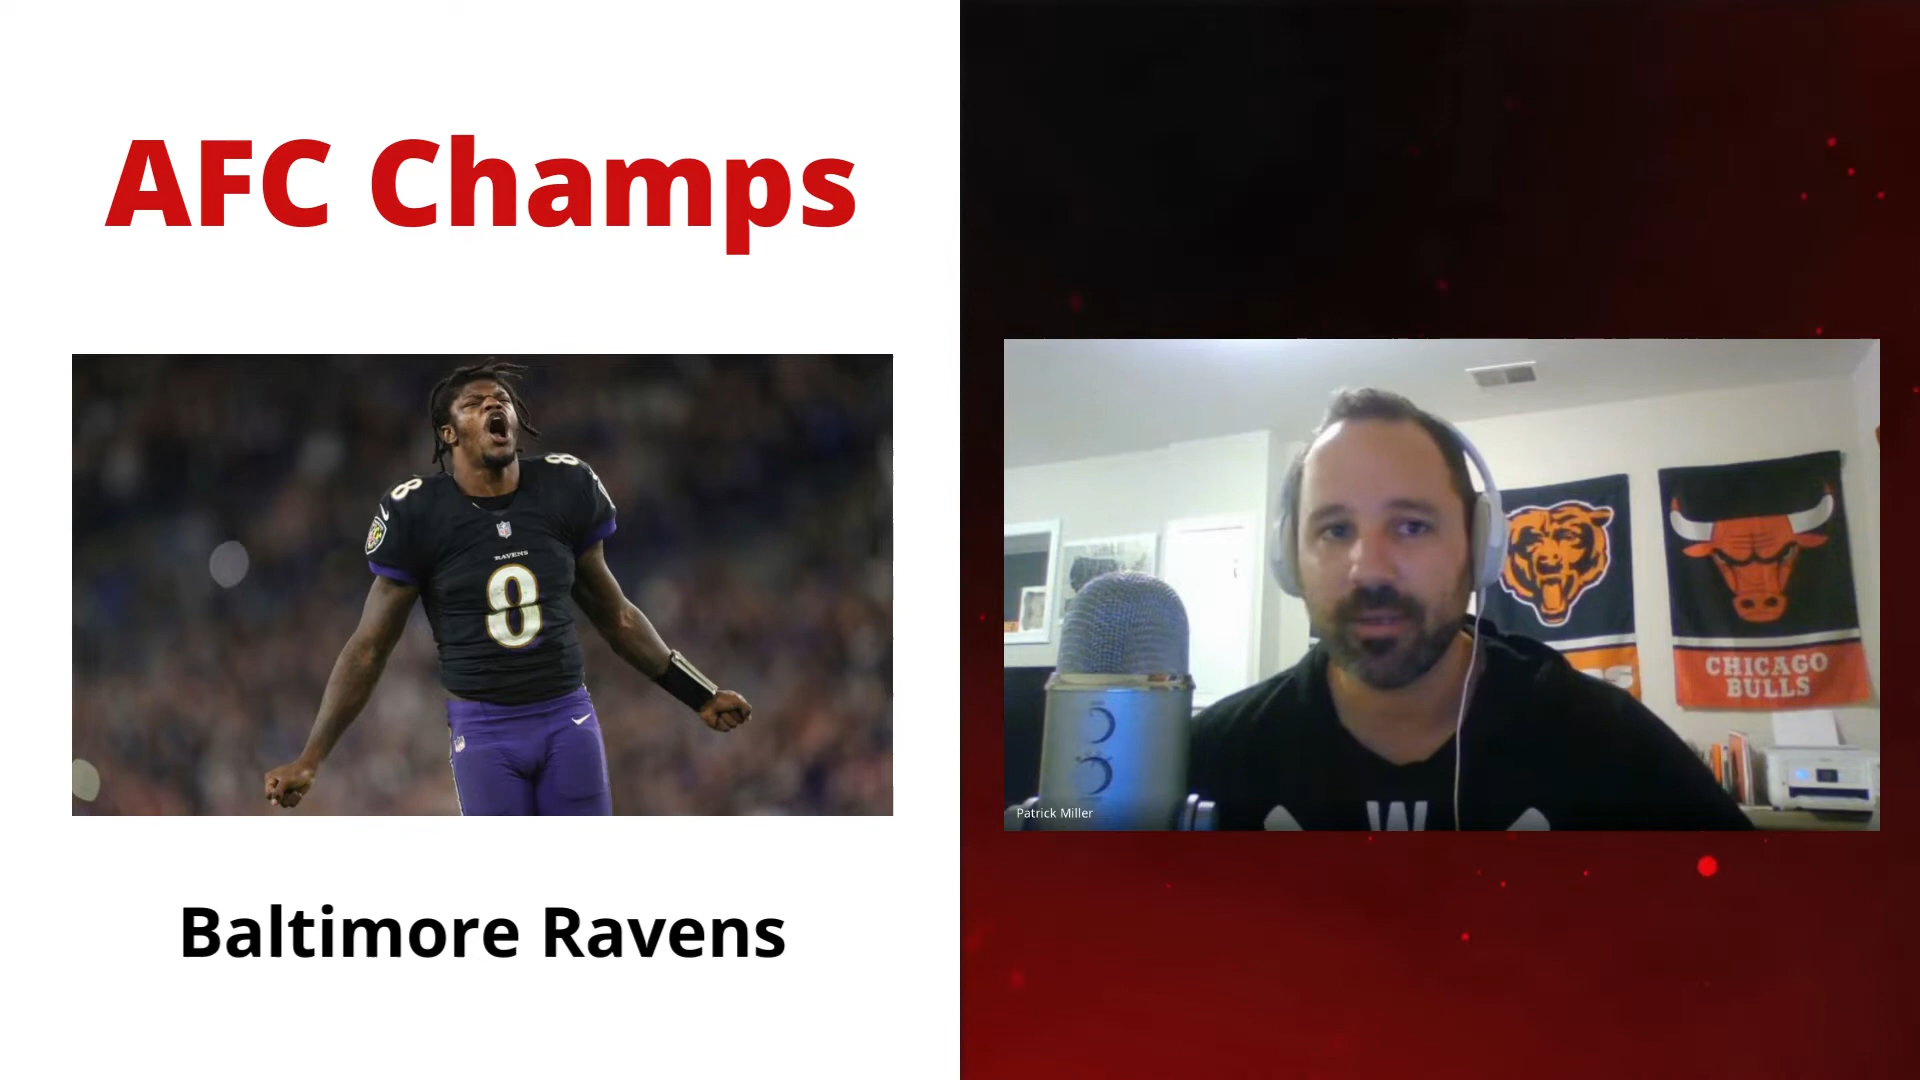 AFC Champs
8
8
RAVENS
8
Baltimore Ravens
CHICAGO
BULLS
Patrick Miller
W